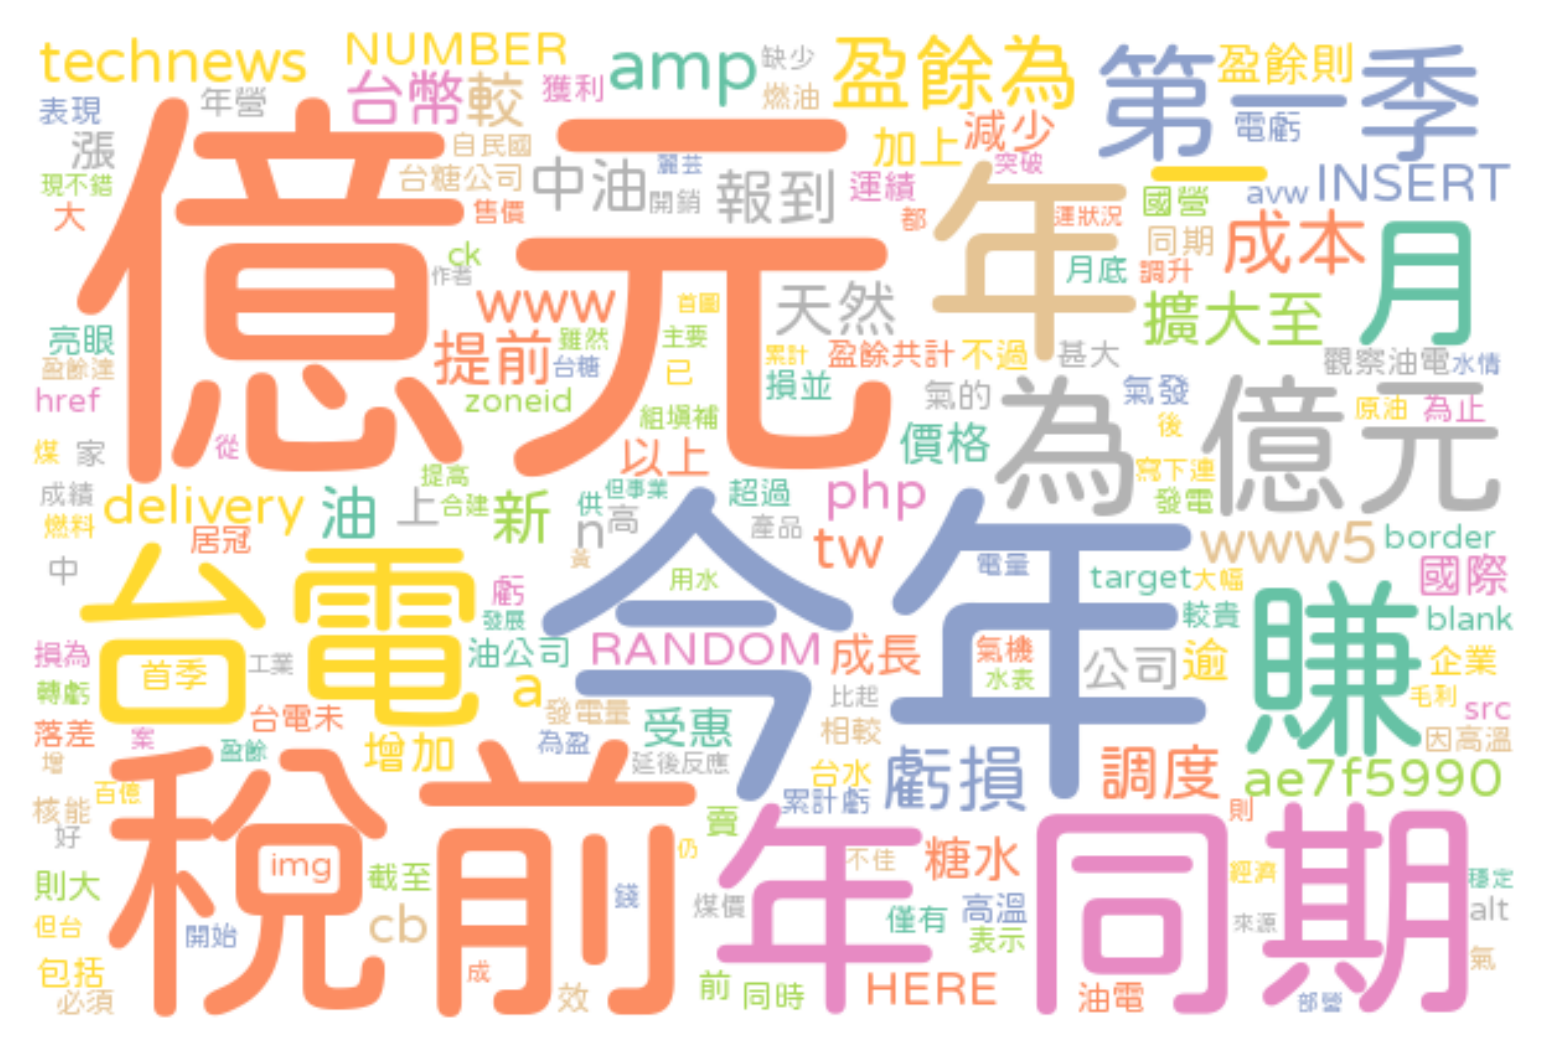 technews
NUMBER
台幣
較
獲利
amp
缺少
燃油
盈餘為
第一季
盈餘則
表現
年營
漲
現不錯
大
億元
自民國
台糖公司
售價
中油
麗芸
開銷
報到
加上
減少
突破
運績
都
電虧
一
avw
INSERT
國營
年
運狀況
同期
成本
月
月底
調升
擴大至
ck
作者
www
首圖
天然
亮眼
盈餘達
提前
雖然
台糖
主要
已
累計
盈餘共計
不過
甚大
觀察油電
水情
href
zoneid
組塡補
損並
氣的
為億元
氣發
原油
為止
後
煤
家
從
以上
價格
寫下連
發電
成績
燃料
delivery
提高
油
上
合建
新
供
但事業
n
高
超過
產品
php
tw
www5
border
居冠
中
台電
黃
用水
今年
電量
target
大幅
國際
虧
發展
較貴
賺
blank
損為
首季
工業
油公司
RANDOM
成長
氣機
水表
公司
逾
企業
轉虧
a
比起
毛利
src
落差
案
台電未
發電量
受惠
相較
因高溫
增
盈餘
增加
為盈
延後反應
台水
虧損
調度
ae7f5990
百億
核能
好
稅前
累計虧
賣
年同期
則
仍
不佳
糖水
img
截至
則大
錢
煤價
僅有
高溫
經濟
穩定
但台
開始
cb
表示
來源
alt
包括
必須
成
效
前
同時
HERE
油電
部營
氣